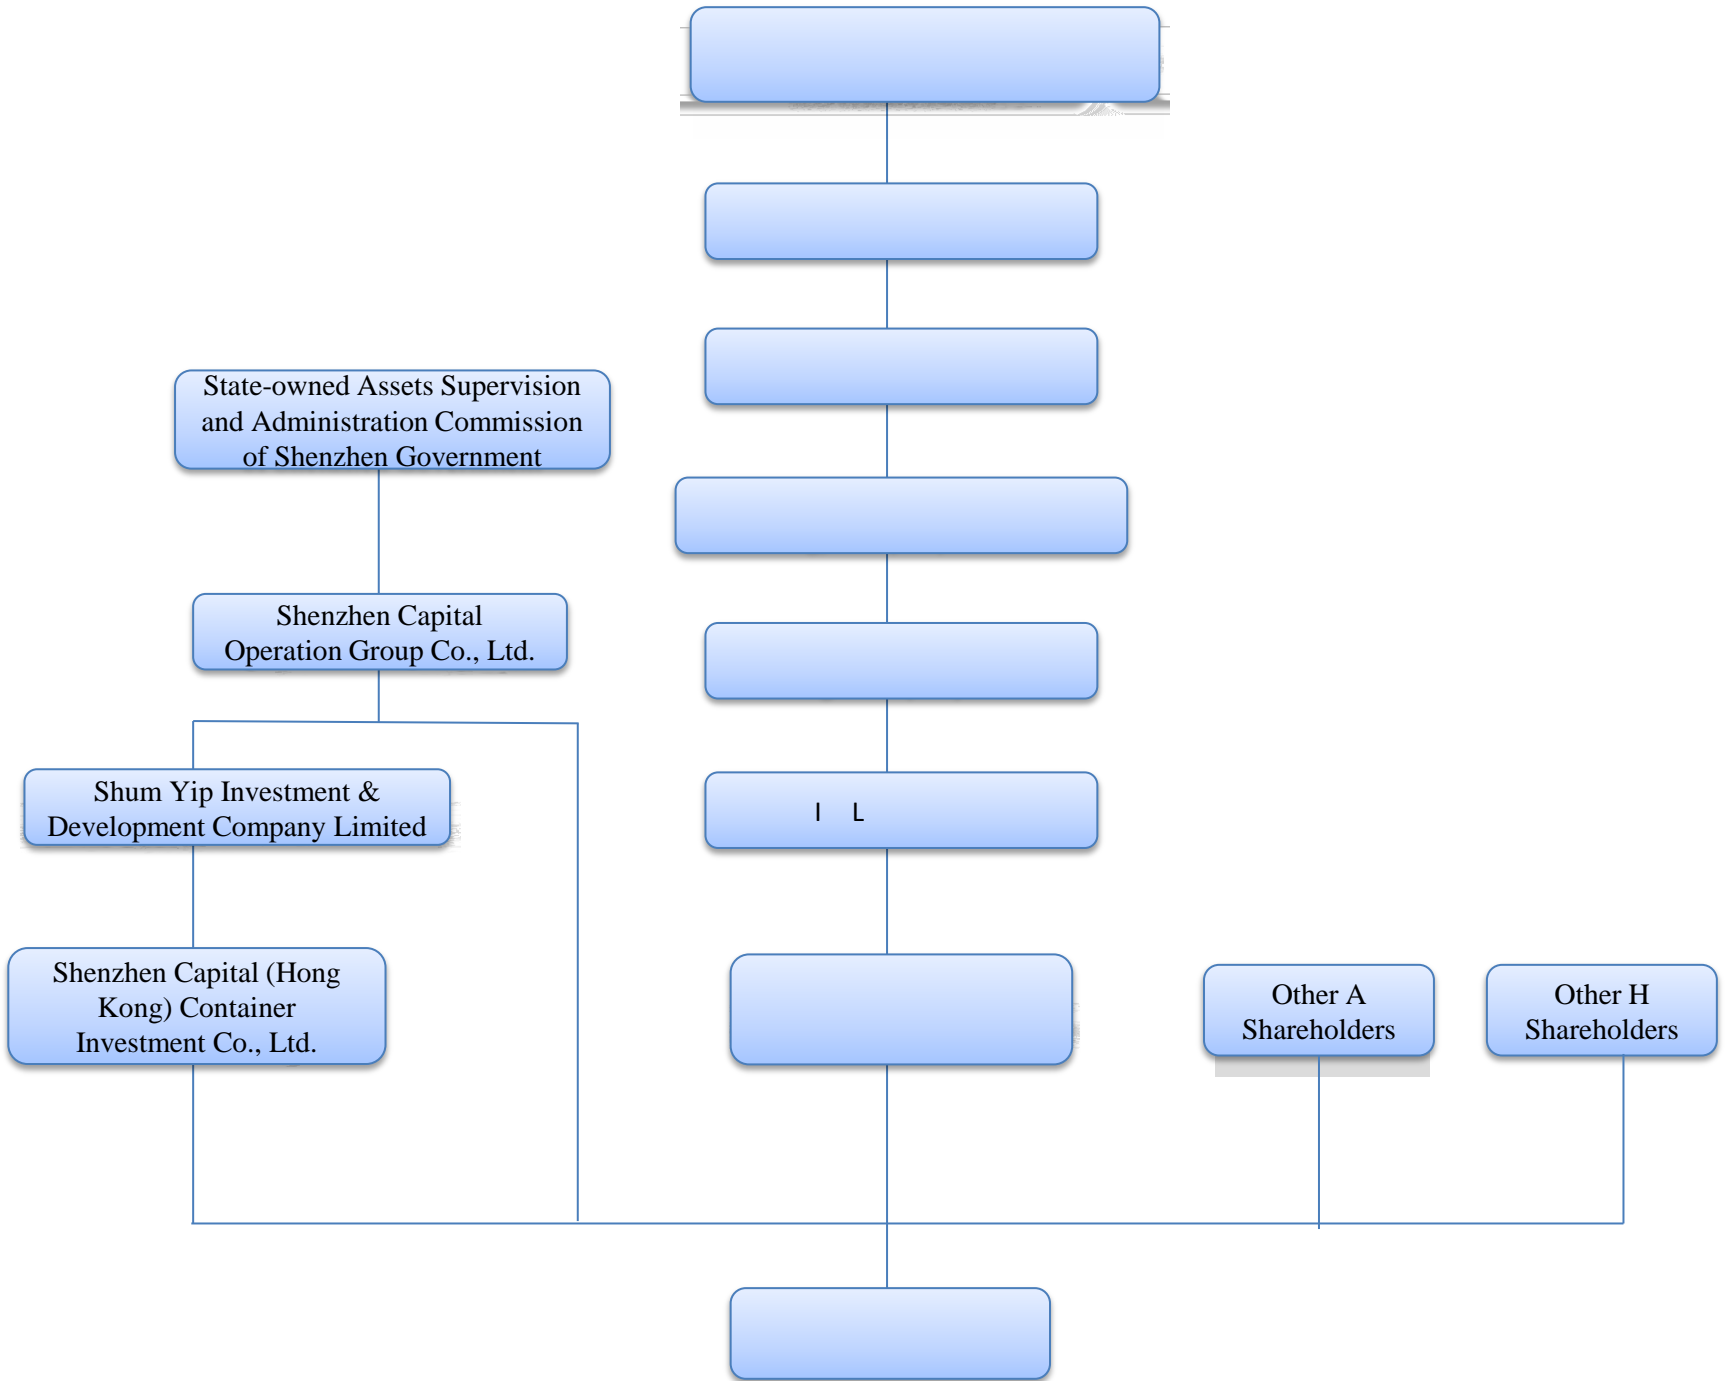 State-owned Assets Supervision
and Administration Commission
of Shenzhen Government
Shenzhen Capital
Operation Group Co., Ltd.
Shum Yip Investment &
Development Company Limited
I L
Shenzhen Capital (Hong
Kong) Container
Investment Co., Ltd.
Other A
Shareholders
Other H
Shareholders